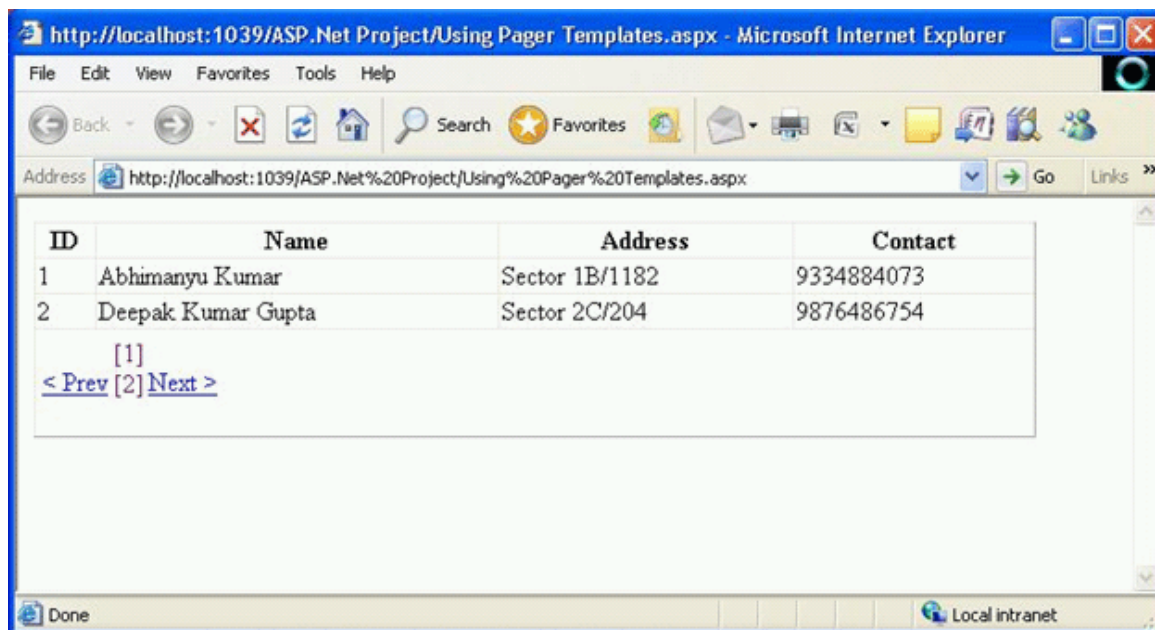 http://localhost:1039/ASP.Net Project/Using Pager Templates.aspx - Microsoft Internet Explorer
File Edit View Favorites Tools Help
Back Search Favorites
Address http://localhost:1039/ASP.Net%20Project/Using%20Pager%20Templates.aspx Go Links »
ID Name Address Contact
1 Abhimanyu Kumar Sector 1B/1182 9334884073
2 Deepak Kumar Gupta Sector 2C/204 9876486754
[1]
< Prev [2] Next >
Done Local intranet